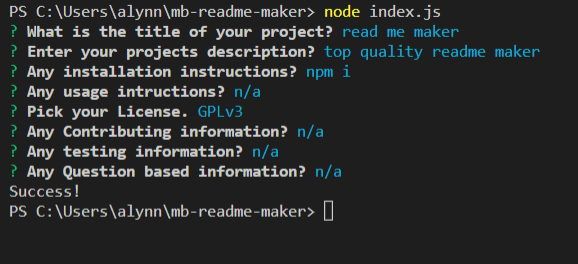 PS C:\Users\alynn\mb-readme-maker> node index.js
? What is the title of your project? read me maker
? Enter your projects description? top quality readme maker
? Any installation instructions? npm i
? Any usage intructions? n/a
? Pick your License. GPLv3
? Any Contributing information? n/a
? Any testing information? n/a
? Any Question based information? n/a
Success!
PS C:\Users\alynn\mb-readme-maker>